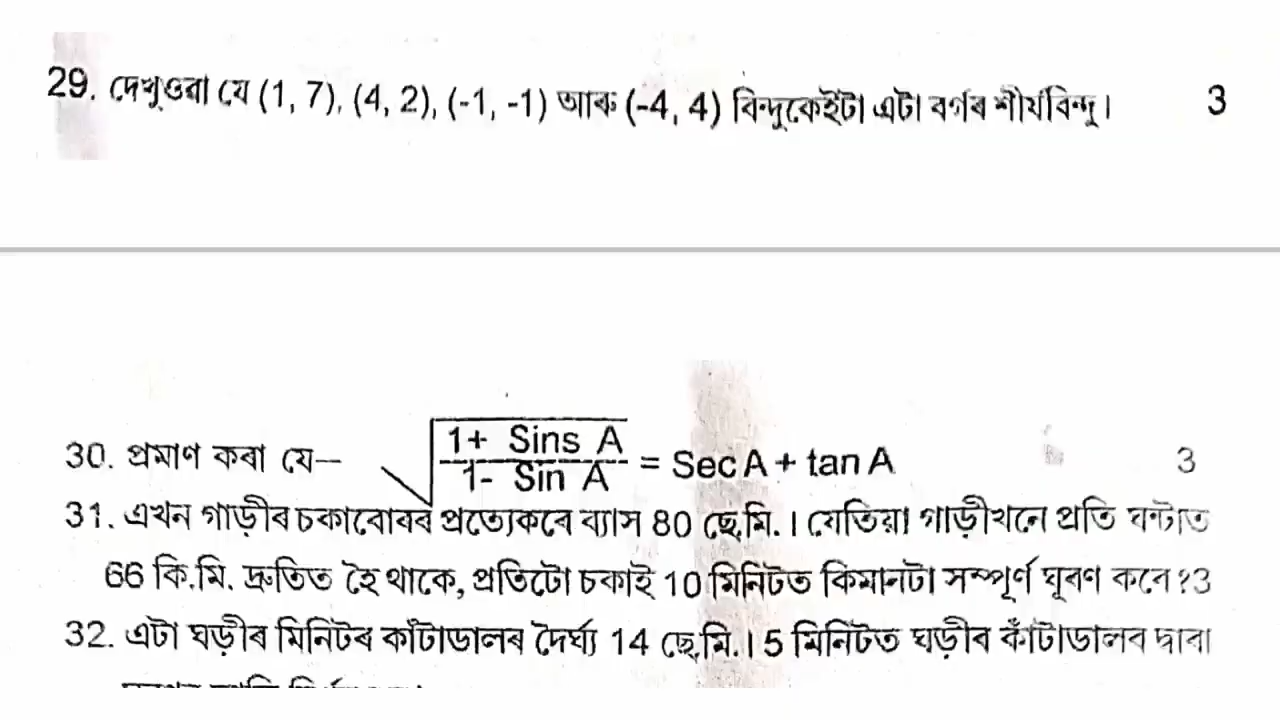 29. দেখুওৱা যে (1, 7), (4, 2), (-1, -1) আৰু (-4, 4) বিন্দুকেইটা এটা বৰ্গৰ শীৰ্ষবিন্দু। 3
30. প্ৰমাণ কৰা যে— √(1+ Sins A / 1- Sin A) = Sec A + tan A 3
31. এখন গাড়ীৰ চকাবোৰৰ প্ৰত্যেকৰে ব্যাস 80 ছে.মি.। যেতিয়া গাড়ীখনে প্ৰতি ঘন্টাত
66 কি.মি. দ্ৰুতিত হৈ থাকে, প্ৰতিটো চকাই 10 মিনিটত কিমানটা সম্পূৰ্ণ ঘূৰণ কৰে ? 3
32. এটা ঘড়ীৰ মিনিটৰ কাঁটাডালৰ দৈৰ্ঘ্য 14 ছে.মি.। 5 মিনিটত ঘড়ীৰ কাঁটাডালৰ দ্বাৰা